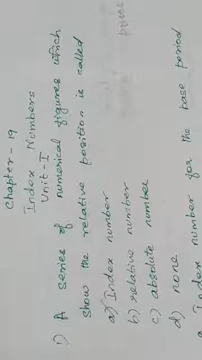 Chapter - 19
Index Numbers
Unit - I
1) A series of numerical figures which
show the relative position is called
a) Index number
b) relative number
c) absolute number
d) none
Index number for the base period